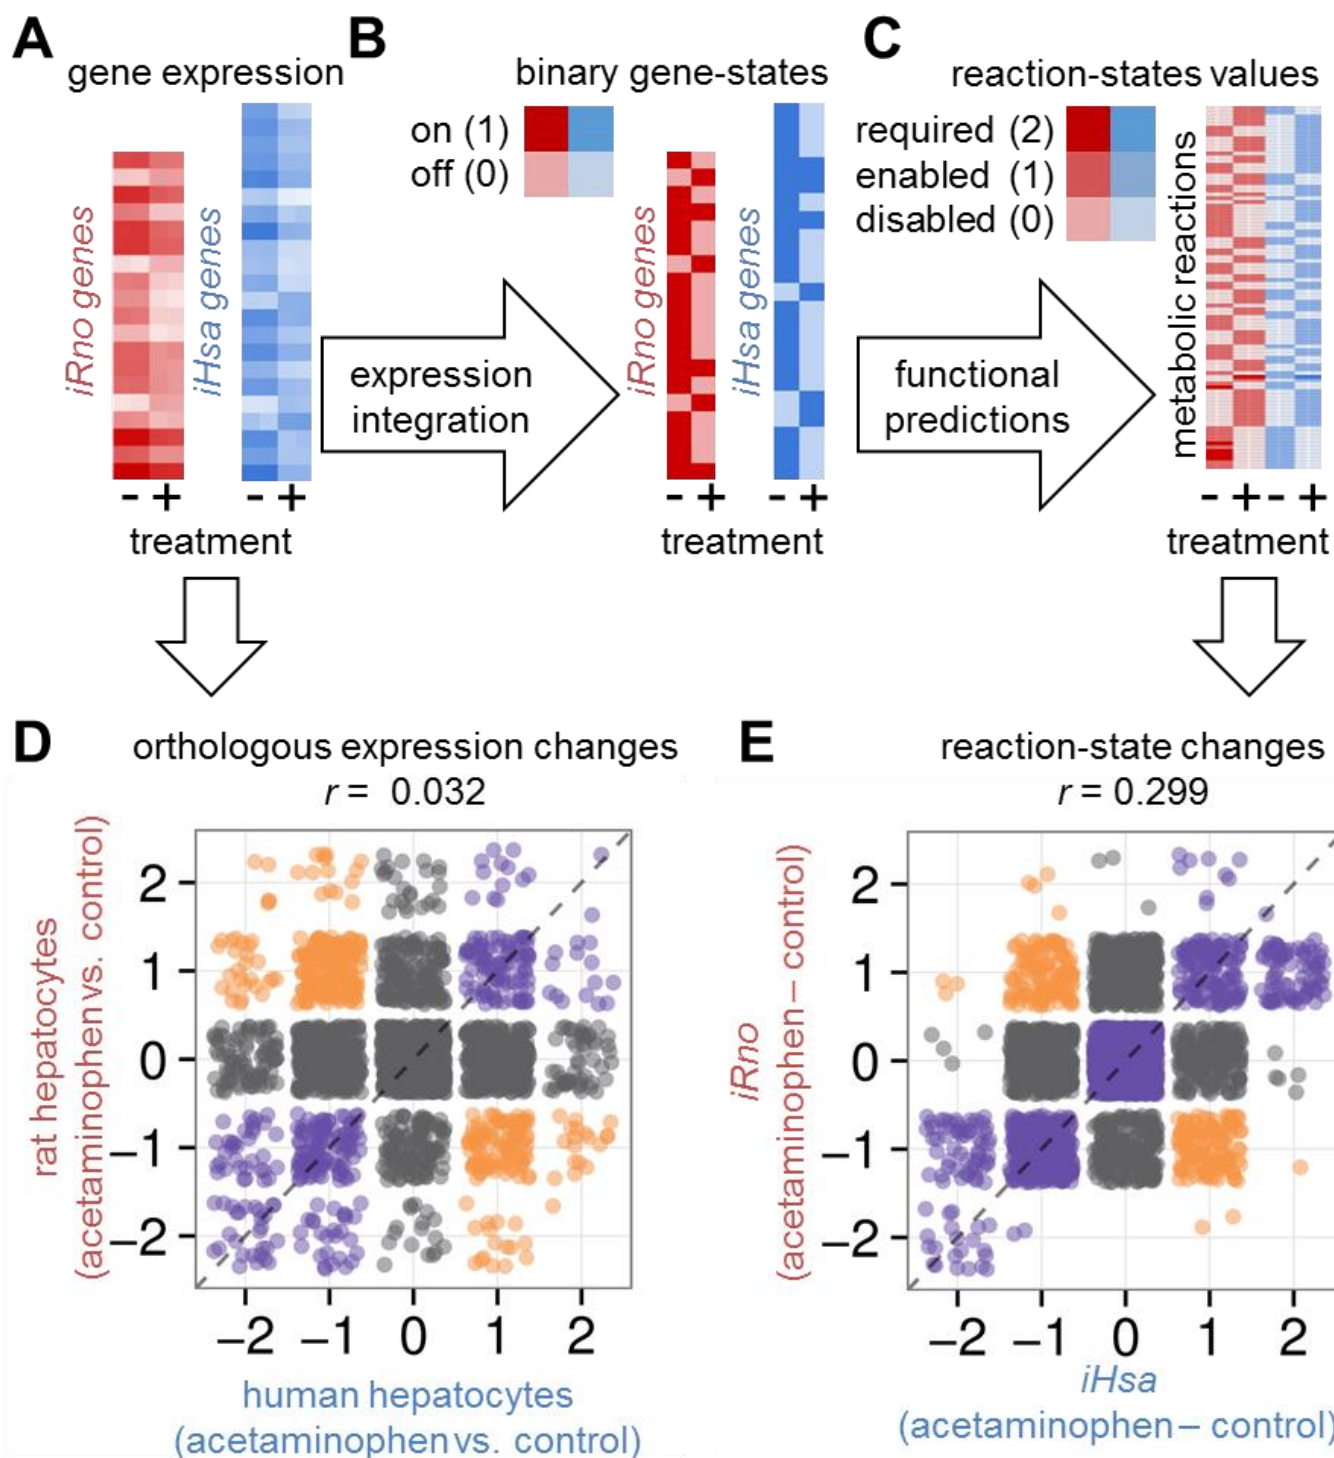 A
gene expression
iRno genes
iHsa genes
- +
- +
treatment
B
binary gene-states
on (1)
off (0)
expression
integration
iRno genes
iHsa genes
- +
- +
treatment
C
reaction-states values
required (2)
enabled (1)
disabled (0)
functional
predictions
metabolic reactions
- + - +
treatment
D
orthologous expression changes
r = 0.032
rat hepatocytes
(acetaminophen vs. control)
2
1
0
−1
−2
−2 −1 0 1 2
human hepatocytes
(acetaminophen vs. control)
E
reaction-state changes
r = 0.299
iRno
(acetaminophen – control)
2
1
0
−1
−2
−2 −1 0 1 2
iHsa
(acetaminophen – control)